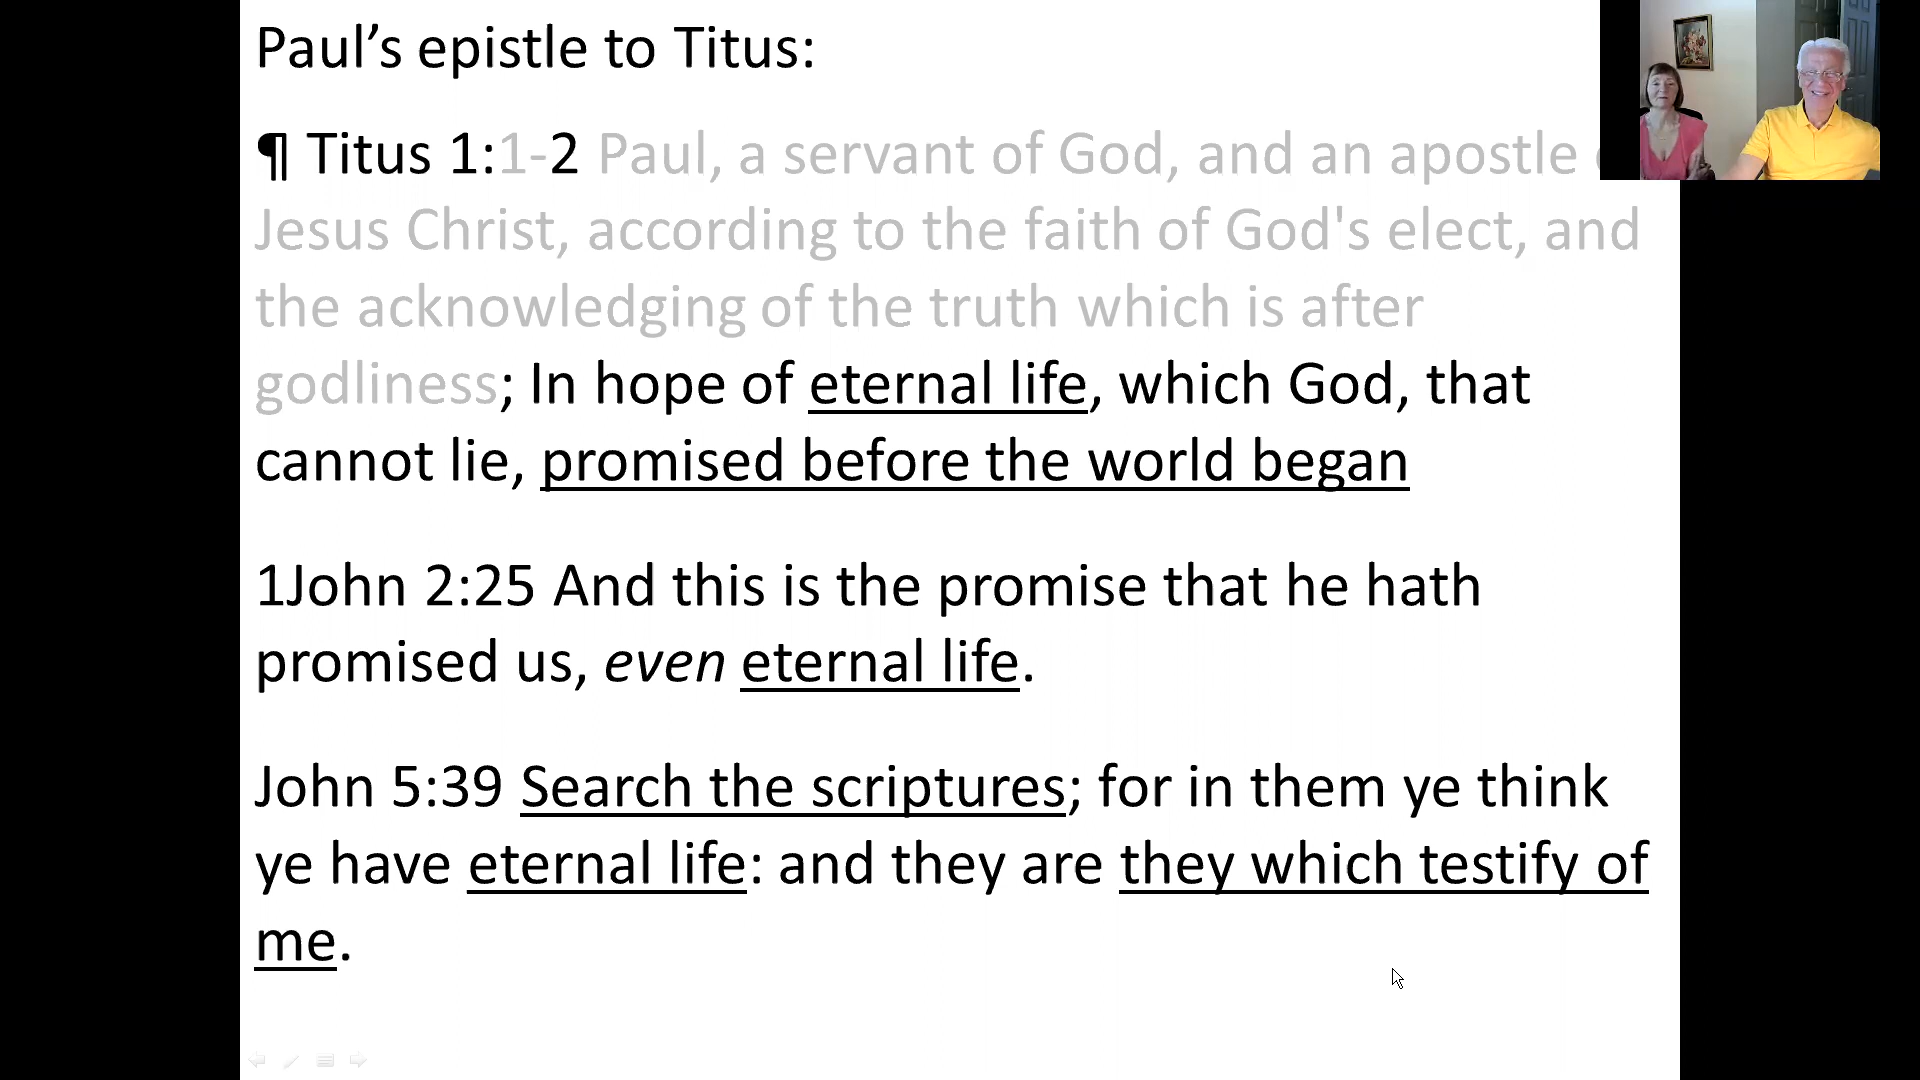 Paul’s epistle to Titus:
¶ Titus 1:1-2 Paul, a servant of God, and an apostle
Jesus Christ, according to the faith of God's elect, and
the acknowledging of the truth which is after
godliness; In hope of eternal life, which God, that
cannot lie, promised before the world began
1John 2:25 And this is the promise that he hath
promised us, even eternal life.
John 5:39 Search the scriptures; for in them ye think
ye have eternal life: and they are they which testify of
me.